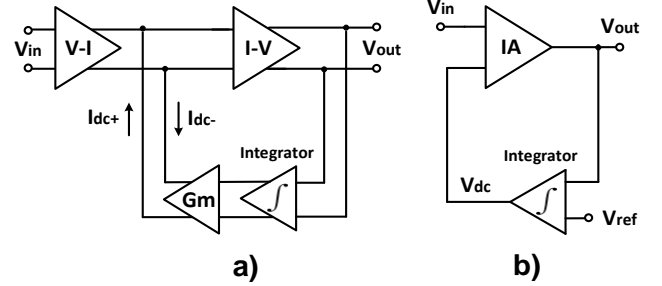 Vin
V-I
I-V
Vout
Idc+
Idc-
Integrator
Gm
∫
a)
Vin
IA
Vout
Integrator
Vdc
∫
Vref
b)